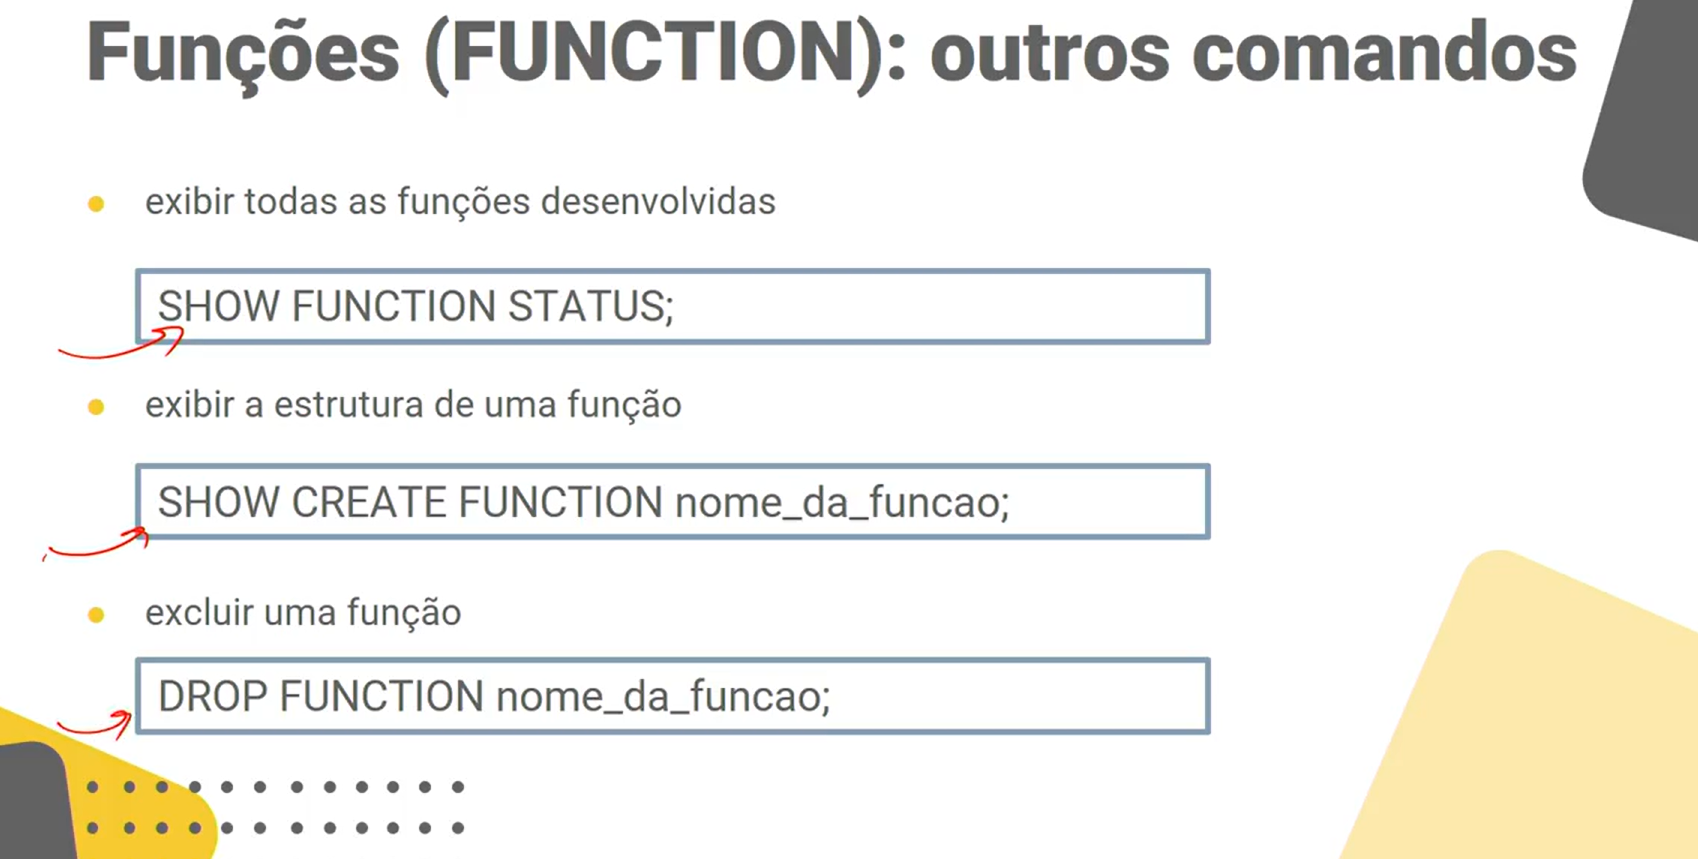 Funções (FUNCTION): outros comandos
exibir todas as funções desenvolvidas
SHOW FUNCTION STATUS;
exibir a estrutura de uma função
SHOW CREATE FUNCTION nome_da_funcao;
excluir uma função
DROP FUNCTION nome_da_funcao;